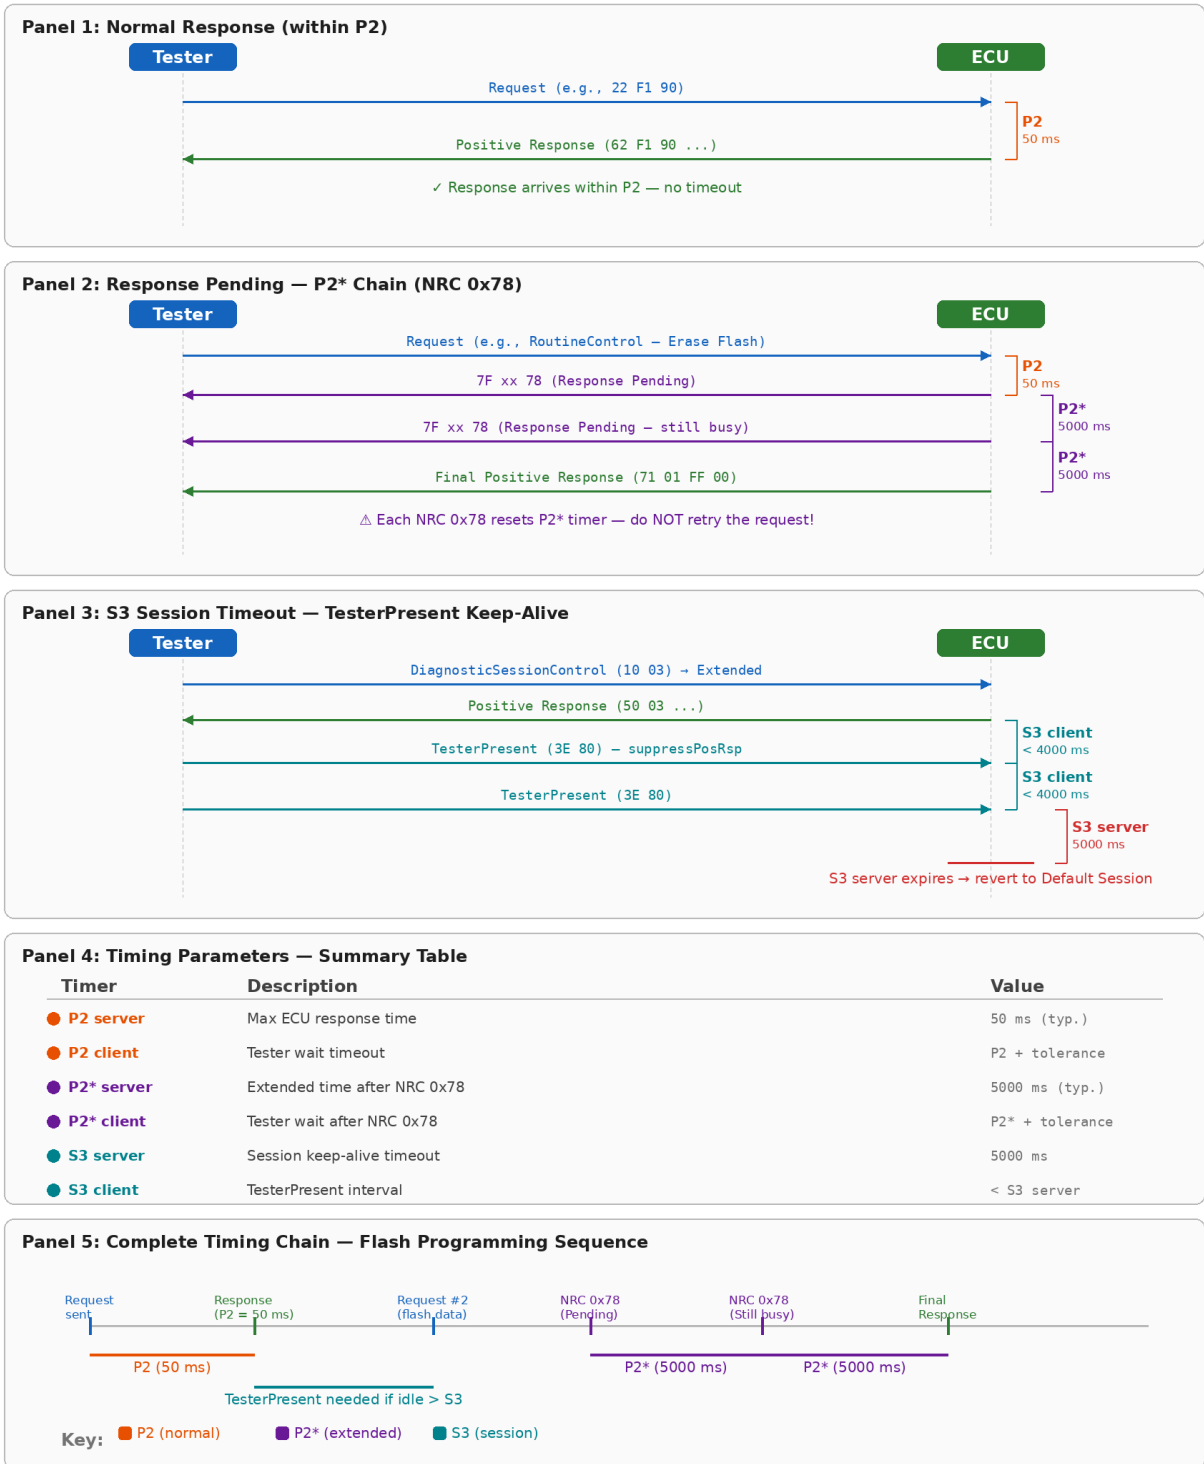 Panel 1: Normal Response (within P2)
Tester
ECU
Request (e.g., 22 F1 90)
P2
50 ms
Positive Response (62 F1 90 ...)
✓ Response arrives within P2 — no timeout
Panel 2: Response Pending — P2* Chain (NRC 0x78)
Tester
ECU
Request (e.g., RoutineControl — Erase Flash)
P2
50 ms
7F xx 78 (Response Pending)
P2*
5000 ms
7F xx 78 (Response Pending — still busy)
P2*
5000 ms
Final Positive Response (71 01 FF 00)
⚠ Each NRC 0x78 resets P2* timer — do NOT retry the request!
Panel 3: S3 Session Timeout — TesterPresent Keep-Alive
Tester
ECU
DiagnosticSessionControl (10 03) → Extended
Positive Response (50 03 ...)
S3 client
< 4000 ms
TesterPresent (3E 80) — suppressPosRsp
S3 client
< 4000 ms
TesterPresent (3E 80)
S3 server
5000 ms
S3 server expires → revert to Default Session
Panel 4: Timing Parameters — Summary Table
Timer Description Value
P2 server Max ECU response time 50 ms (typ.)
P2 client Tester wait timeout P2 + tolerance
P2* server Extended time after NRC 0x78 5000 ms (typ.)
P2* client Tester wait after NRC 0x78 P2* + tolerance
S3 server Session keep-alive timeout 5000 ms
S3 client TesterPresent interval < S3 server
Panel 5: Complete Timing Chain — Flash Programming Sequence
Request
sent
Response
(P2 = 50 ms)
Request #2
(flash data)
NRC 0x78
(Pending)
NRC 0x78
(Still busy)
Final
Response
P2 (50 ms)
P2* (5000 ms)
P2* (5000 ms)
TesterPresent needed if idle > S3
Key: P2 (normal) P2* (extended) S3 (session)